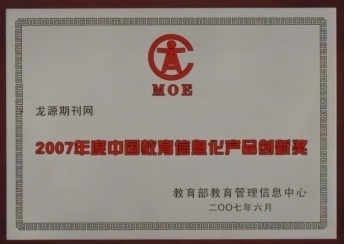 MOE
龙源期刊网
2007年度中国教育信息化产品创新奖
教育部教育管理信息中心
二〇〇七年六月